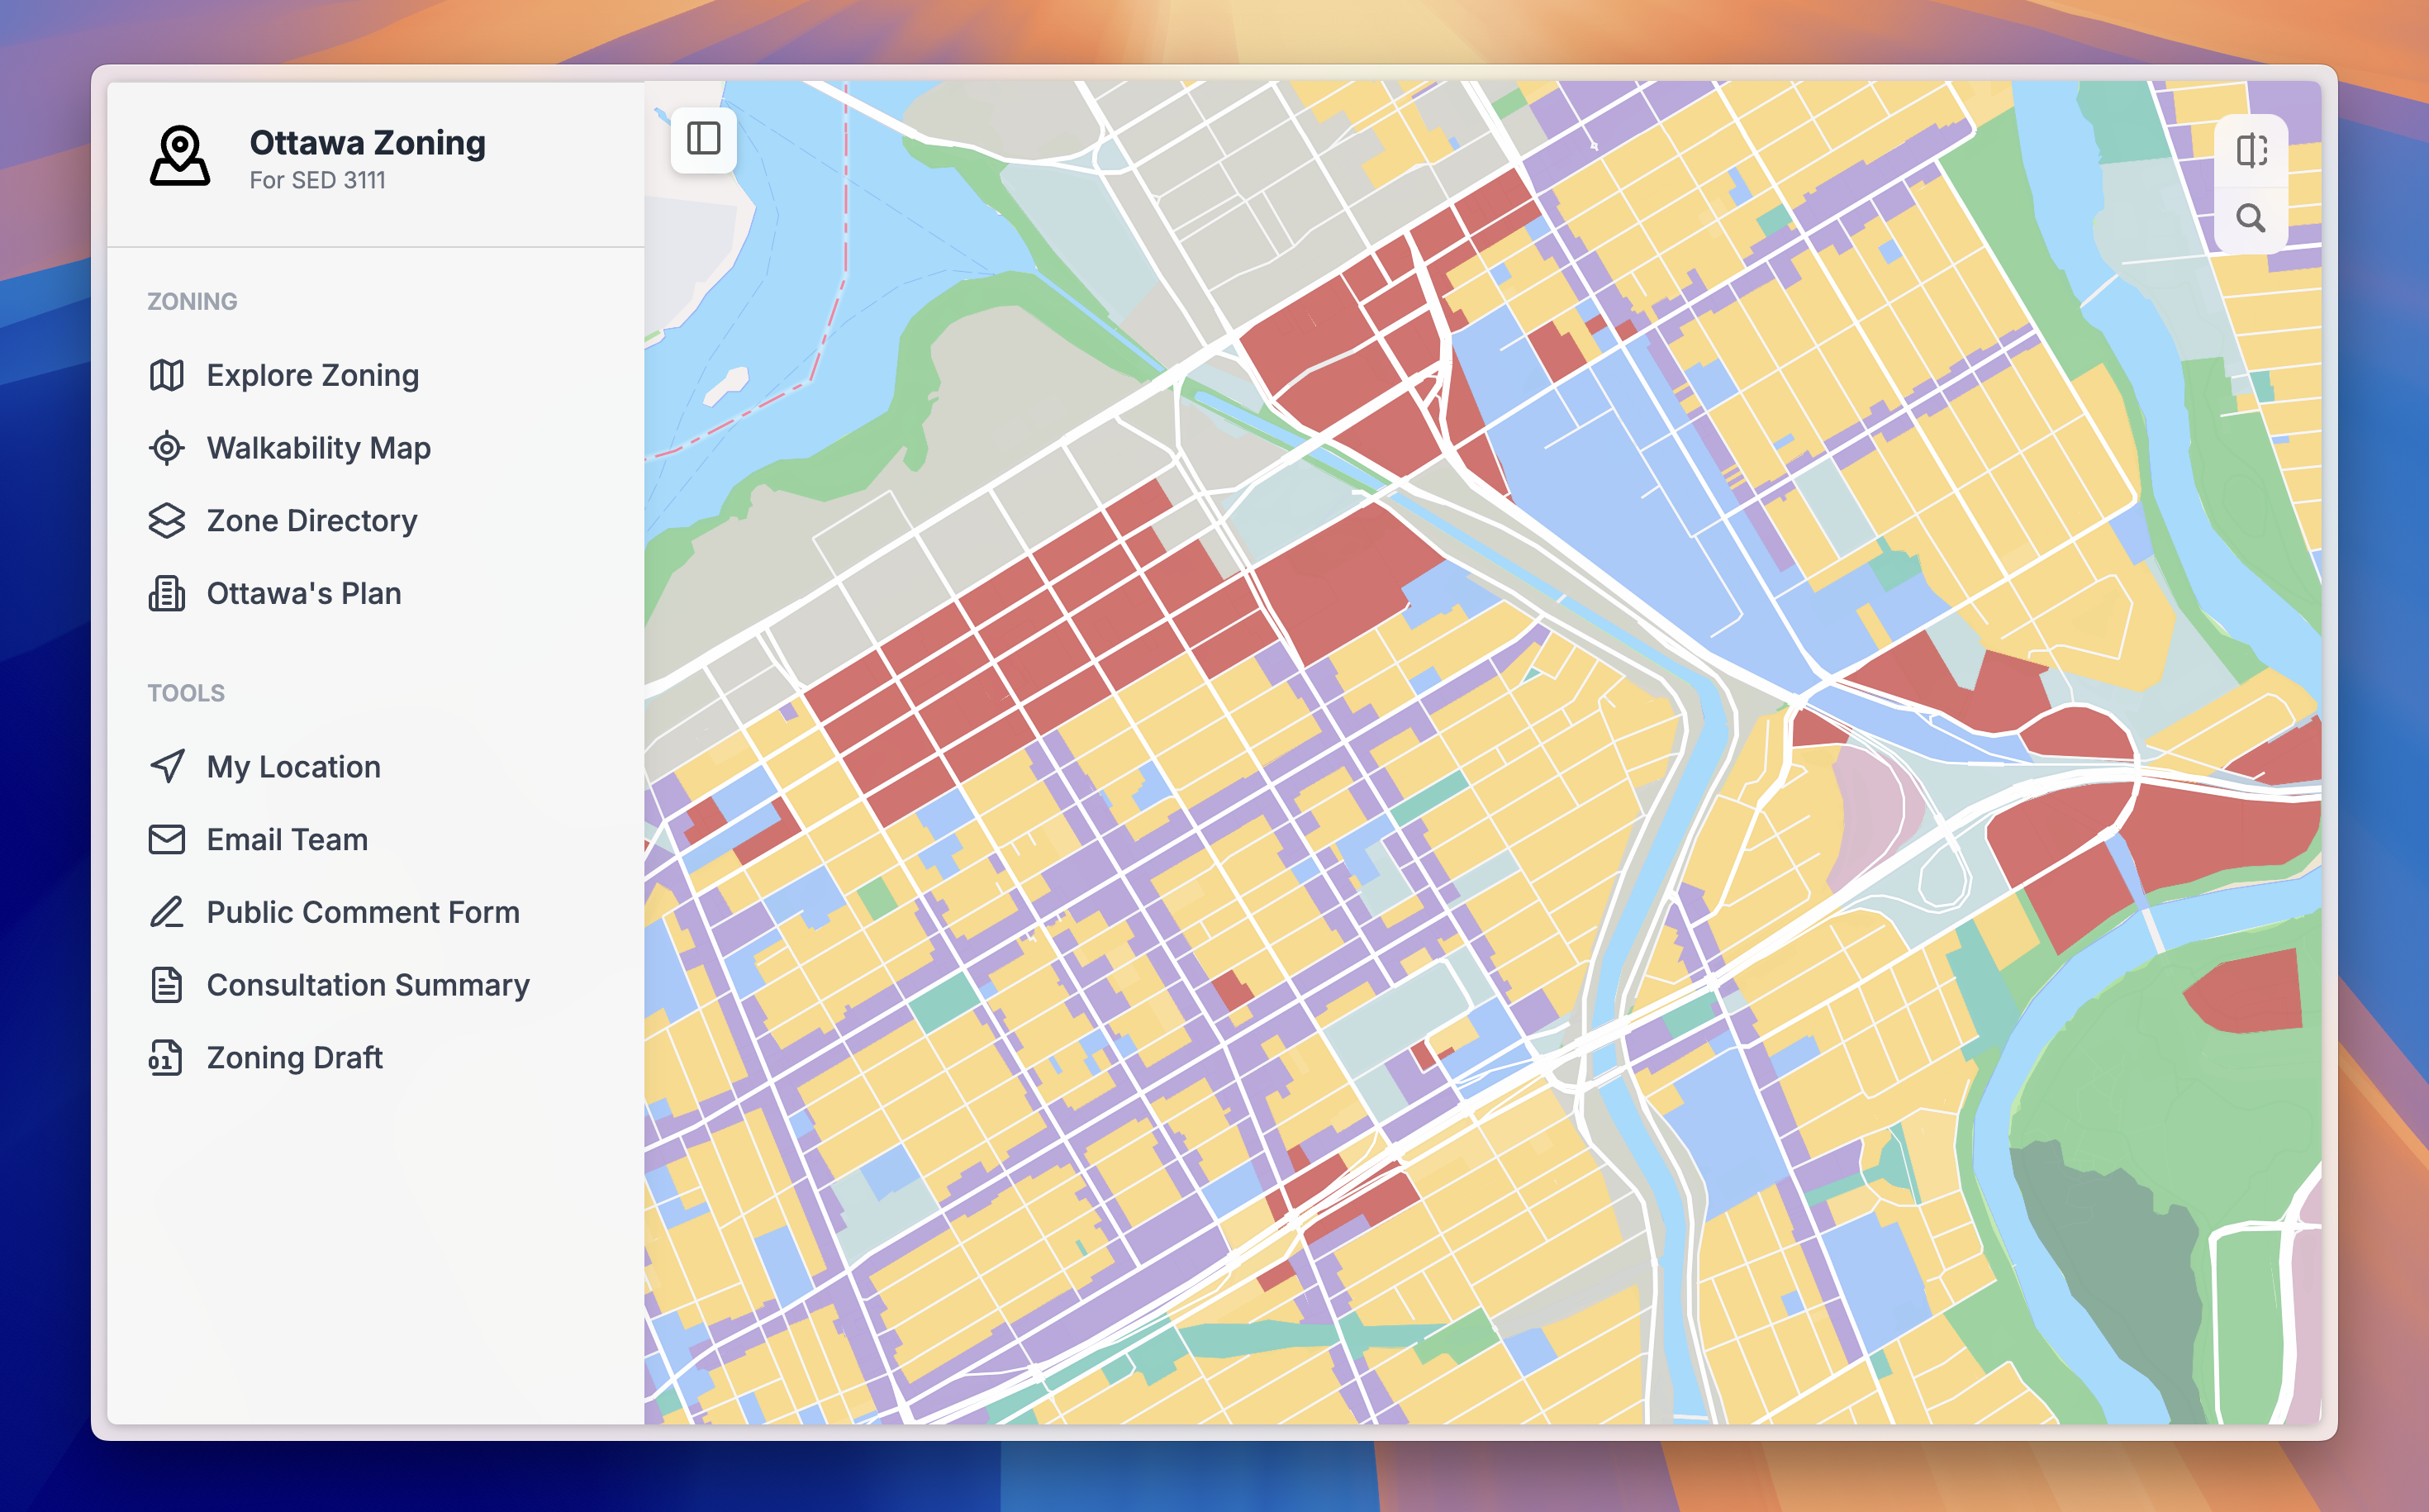 Ottawa Zoning
For SED 3111
ZONING
Explore Zoning
Walkability Map
Zone Directory
Ottawa's Plan
TOOLS
My Location
Email Team
Public Comment Form
Consultation Summary
01
Zoning Draft